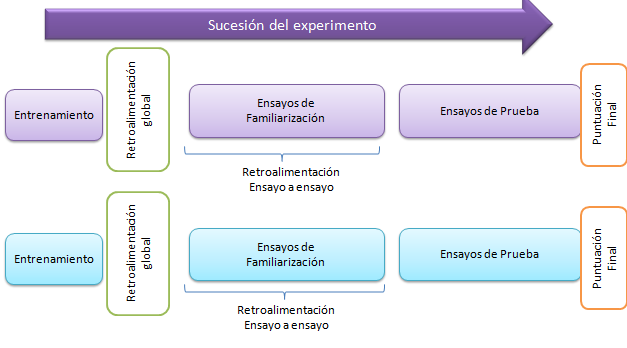 Sucesión del experimento
Entrenamiento
Retroalimentación
global
Ensayos de
Familiarización
Ensayos de Prueba
Puntuación
Final
Retroalimentación
Ensayo a ensayo
Entrenamiento
Retroalimentación
global
Ensayos de
Familiarización
Ensayos de Prueba
Puntuación
Final
Retroalimentación
Ensayo a ensayo